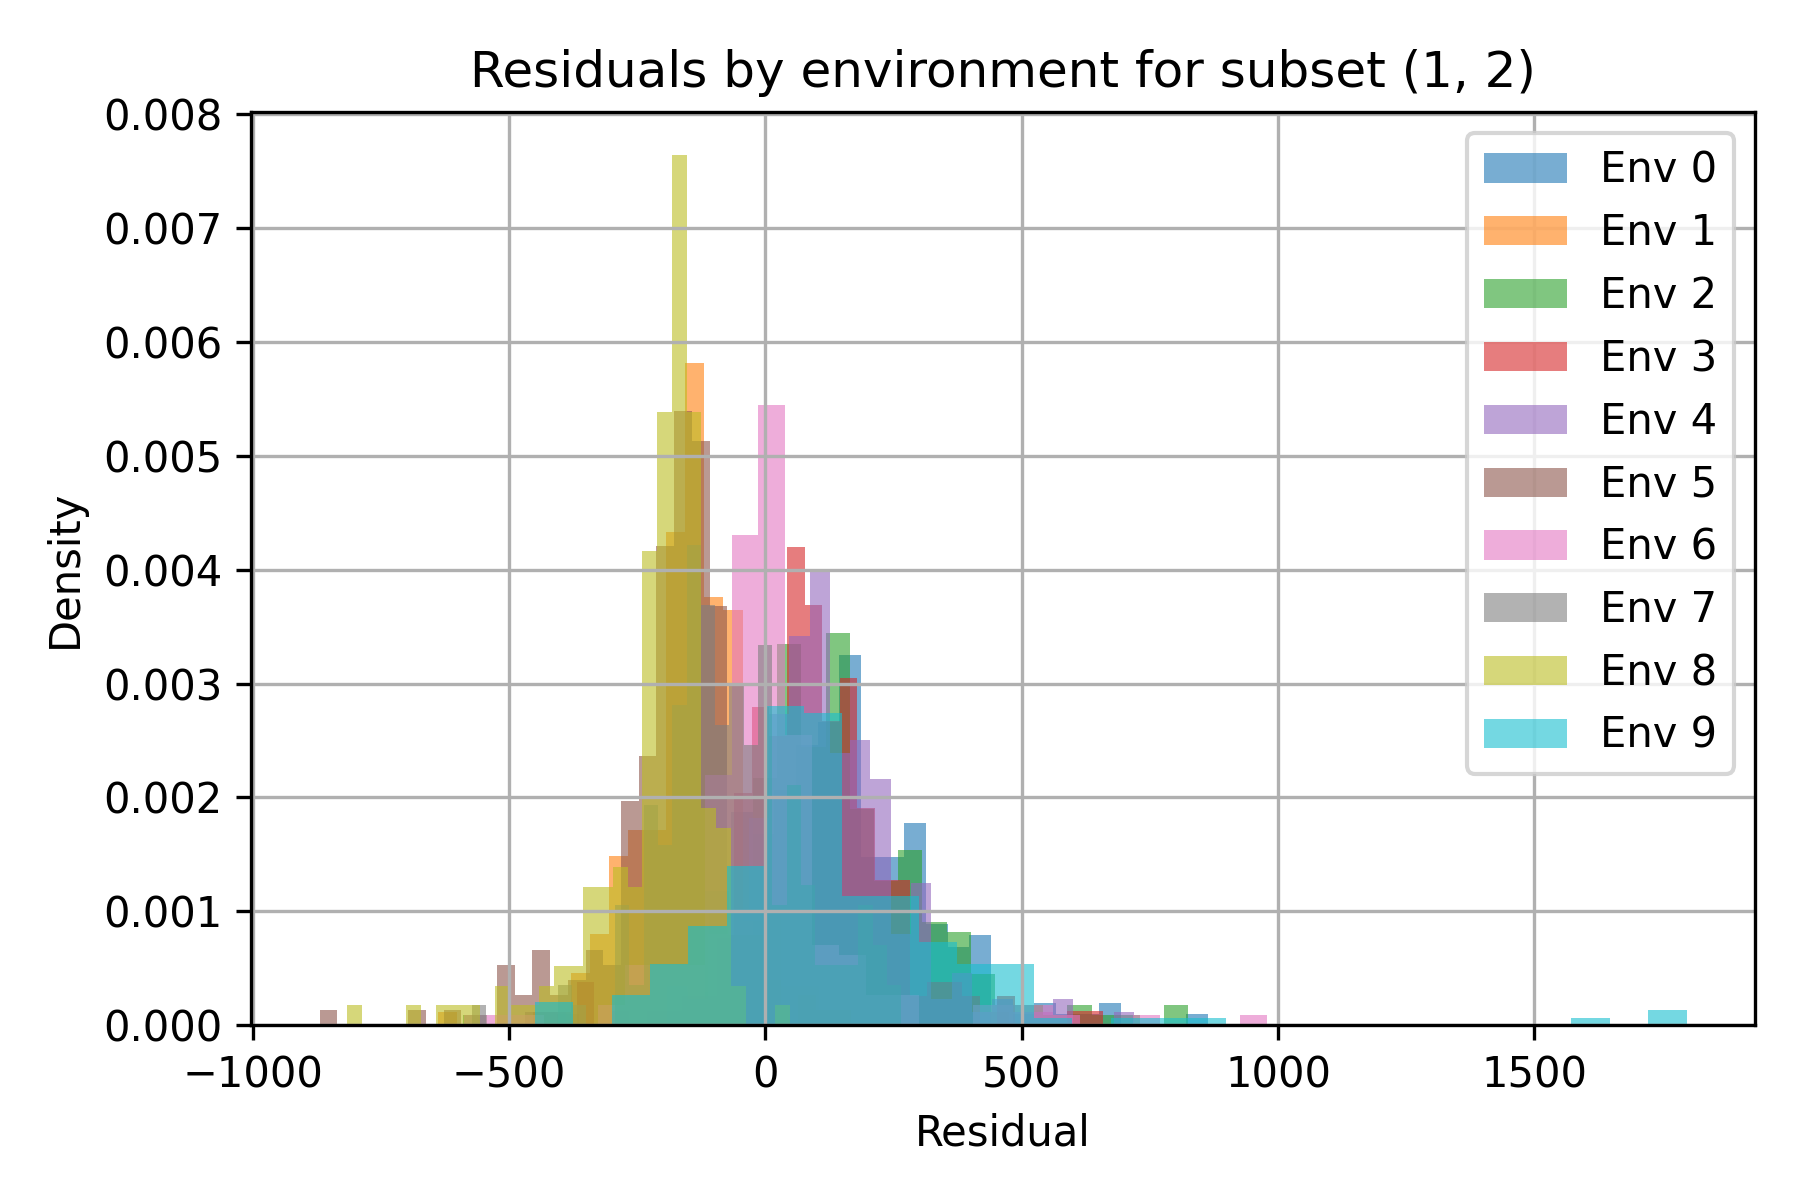 Residuals by environment for subset (1, 2)
0.008
0.007
0.006
0.005
0.004
0.003
0.002
0.001
0.000
Density
−1000
−500
0
500
1000
1500
Residual
Env 0
Env 1
Env 2
Env 3
Env 4
Env 5
Env 6
Env 7
Env 8
Env 9